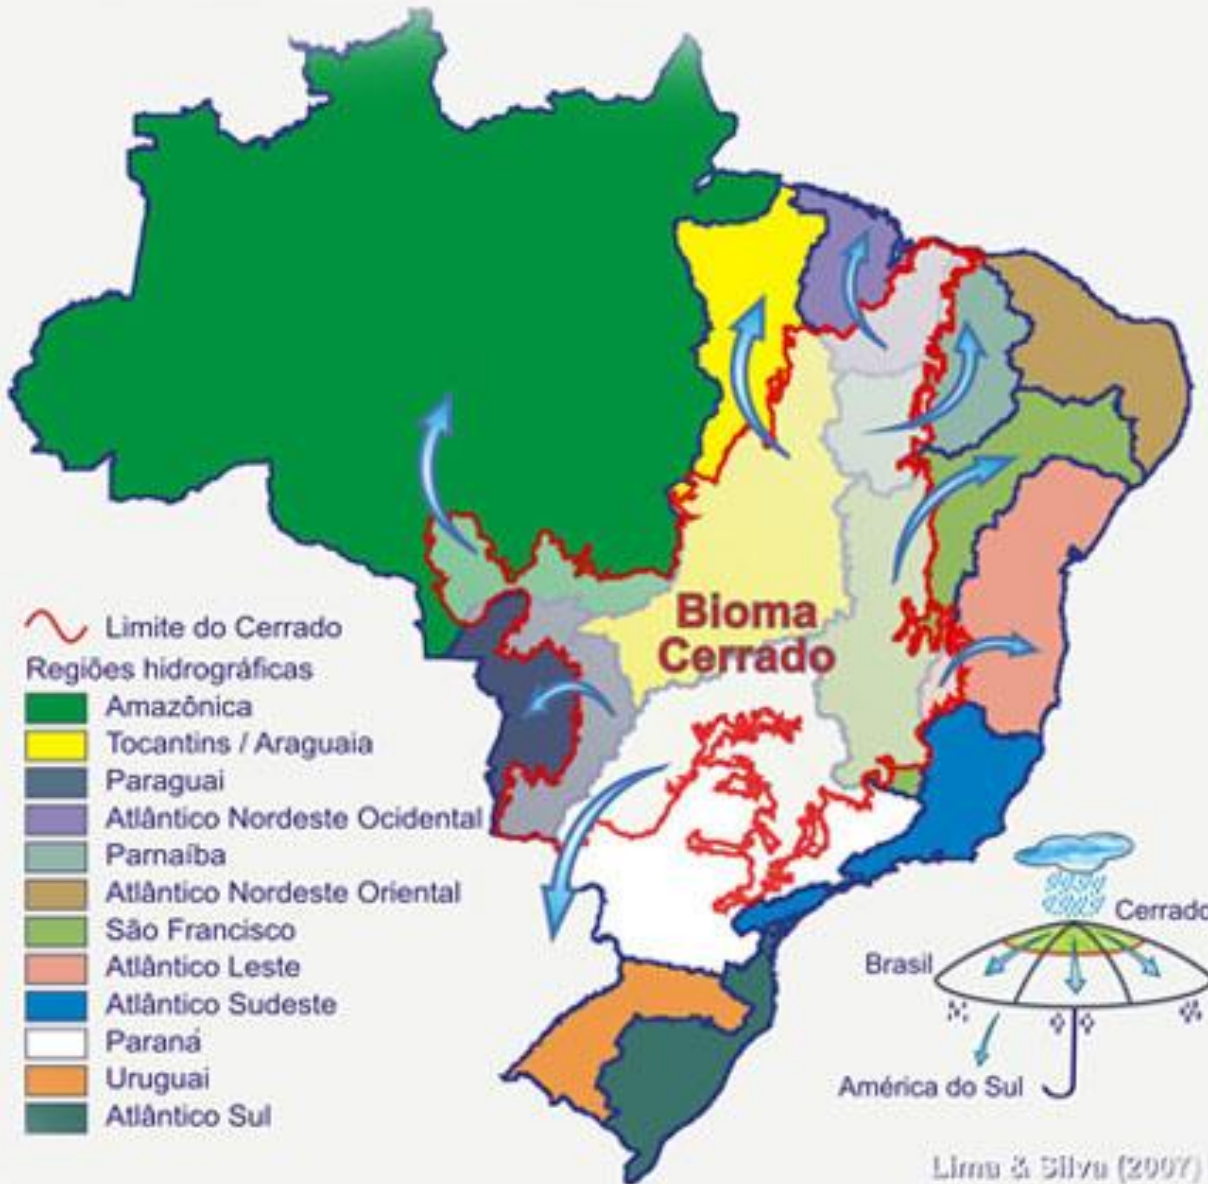 Bioma
Cerrado
Limite do Cerrado
Regiões hidrográficas
Amazônica
Tocantins / Araguaia
Paraguai
Atlântico Nordeste Ocidental
Parnaíba
Atlântico Nordeste Oriental
São Francisco
Atlântico Leste
Atlântico Sudeste
Paraná
Uruguai
Atlântico Sul
Cerrado
Brasil
América do Sul
Lima & Silva (2007)